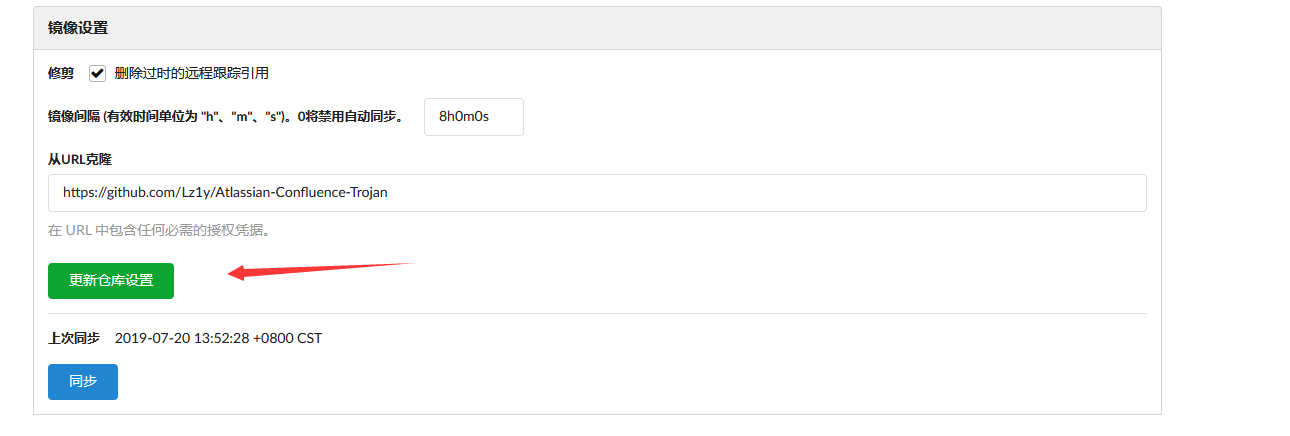 镜像设置
修剪 删除过时的远程跟踪引用
镜像间隔 (有效时间单位为 "h"、"m"、"s")。0将禁用自动同步。 8h0m0s
从URL克隆
https://github.com/Lz1y/Atlassian-Confluence-Trojan
在 URL 中包含任何必需的授权凭据。
更新仓库设置
上次同步 2019-07-20 13:52:28 +0800 CST
同步